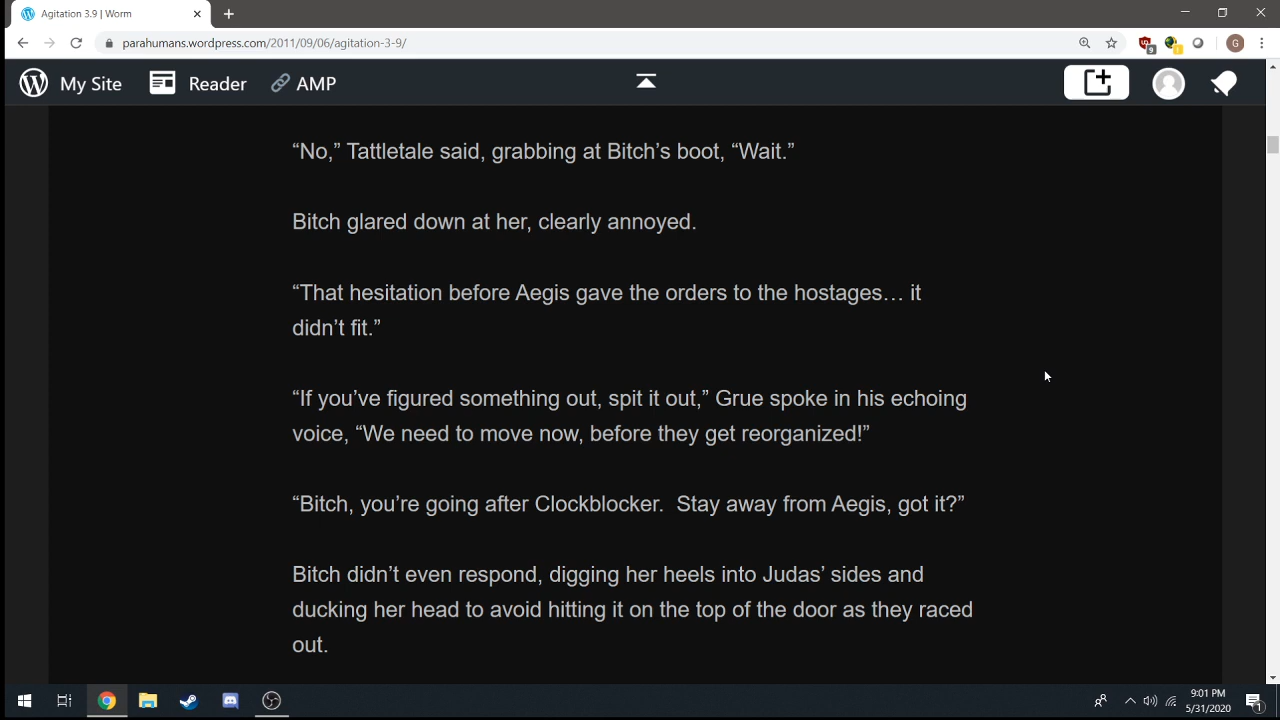 Agitation 3.9 | Worm
parahumans.wordpress.com/2011/09/06/agitation-3-9/
9
G
My Site
Reader
AMP
“No,” Tattletale said, grabbing at Bitch’s boot, “Wait.”
Bitch glared down at her, clearly annoyed.
“That hesitation before Aegis gave the orders to the hostages… it
didn’t fit.”
“If you’ve figured something out, spit it out,” Grue spoke in his echoing
voice, “We need to move now, before they get reorganized!”
“Bitch, you’re going after Clockblocker.  Stay away from Aegis, got it?”
Bitch didn’t even respond, digging her heels into Judas’ sides and
ducking her head to avoid hitting it on the top of the door as they raced
out.
9:01 PM
5/31/2020
1